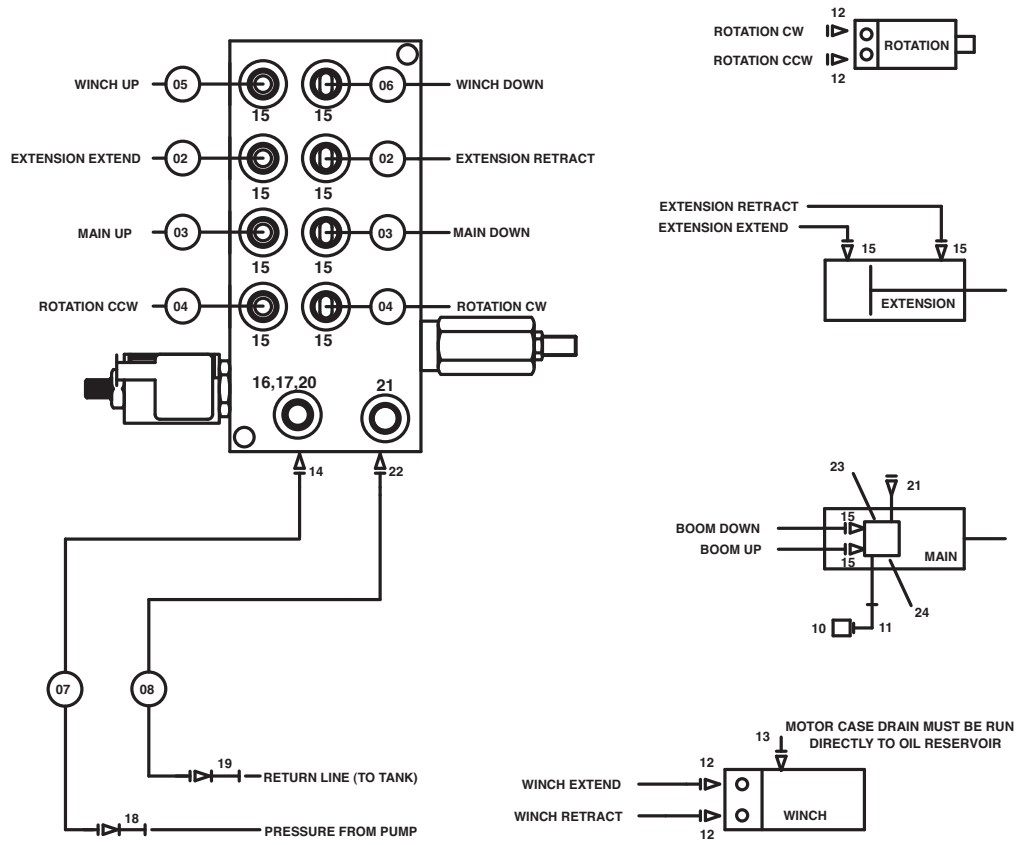 WINCH UP 05 06 WINCH DOWN
15 15
EXTENSION EXTEND 02 02 EXTENSION RETRACT
15 15
MAIN UP 03 03 MAIN DOWN
15 15
ROTATION CCW 04 04 ROTATION CW
15 15
16,17,20 21
14 22
07 08
19 RETURN LINE (TO TANK)
18 PRESSURE FROM PUMP
12
ROTATION CW
ROTATION CCW
ROTATION
12
EXTENSION RETRACT
EXTENSION EXTEND
15 15
EXTENSION
23
21
BOOM DOWN 15
BOOM UP 15
MAIN
24
10 11
MOTOR CASE DRAIN MUST BE RUN
DIRECTLY TO OIL RESERVOIR
13
12
WINCH EXTEND
WINCH RETRACT
WINCH
12